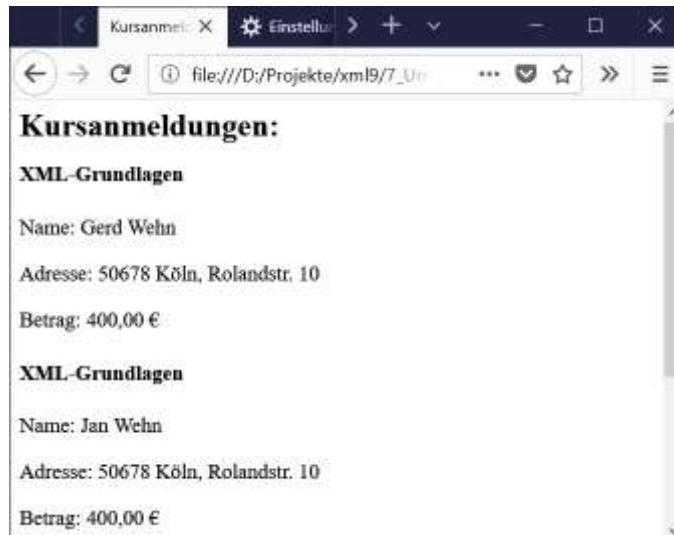 Kursanmel
Einstellu
file:///D:/Projekte/xml9/7_Um
Kursanmeldungen:
XML-Grundlagen
Name: Gerd Wehn
Adresse: 50678 Köln, Rolandstr. 10
Betrag: 400,00 €
XML-Grundlagen
Name: Jan Wehn
Adresse: 50678 Köln, Rolandstr. 10
Betrag: 400,00 €